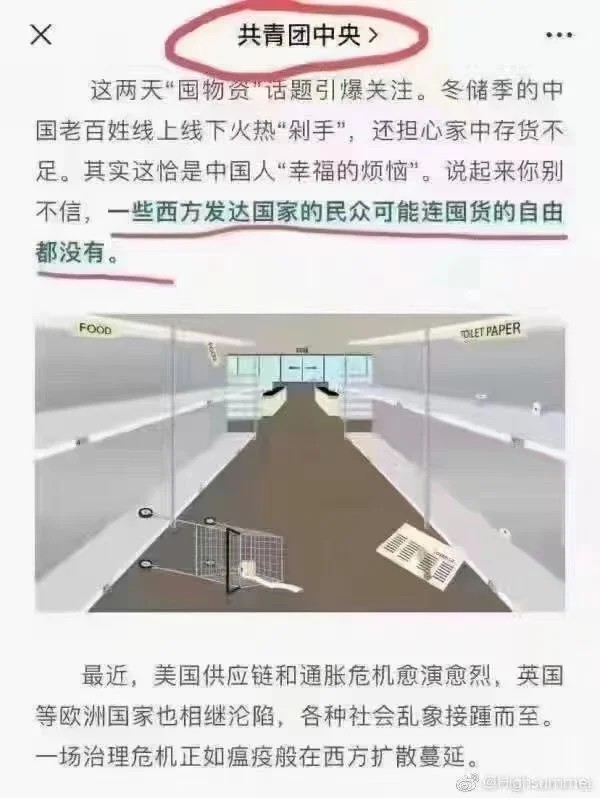 共青团中央
这两天“囤物资”话题引爆关注。冬储季的中
国老百姓线上线下火热“剁手”，还担心家中存货不
足。其实这恰是中国人“幸福的烦恼”。说起来你别
不信，一些西方发达国家的民众可能连囤货的自由
都没有。
FOOD
TOILET PAPER
最近，美国供应链和通胀危机愈演愈烈，英国
等欧洲国家也相继沦陷，各种社会乱象接踵而至。
一场治理危机正如瘟疫般在西方扩散蔓延。
@Highsummer